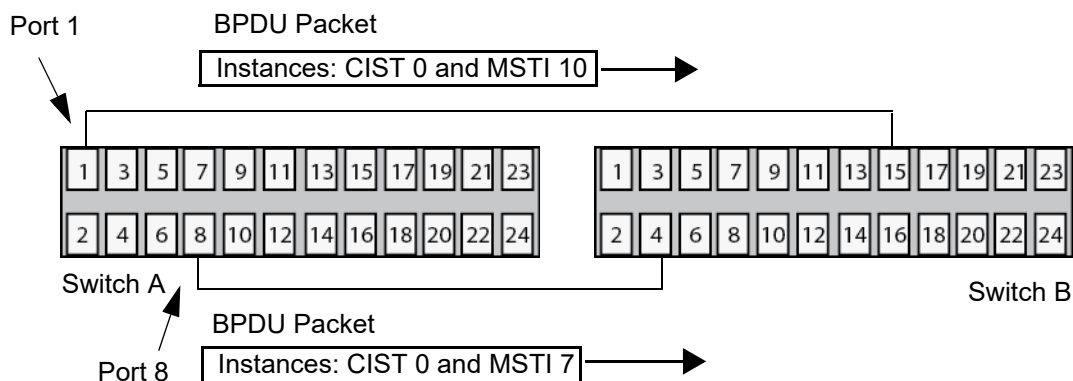 Port 1
BPDU Packet
Instances: CIST 0 and MSTI 10
1 3 5 7 9 11 13 15 17 19 21 23
1 3 5 7 9 11 13 15 17 19 21 23
2 4 6 8 10 12 14 16 18 20 22 24
2 4 6 8 10 12 14 16 18 20 22 24
Switch A
Switch B
BPDU Packet
Port 8
Instances: CIST 0 and MSTI 7